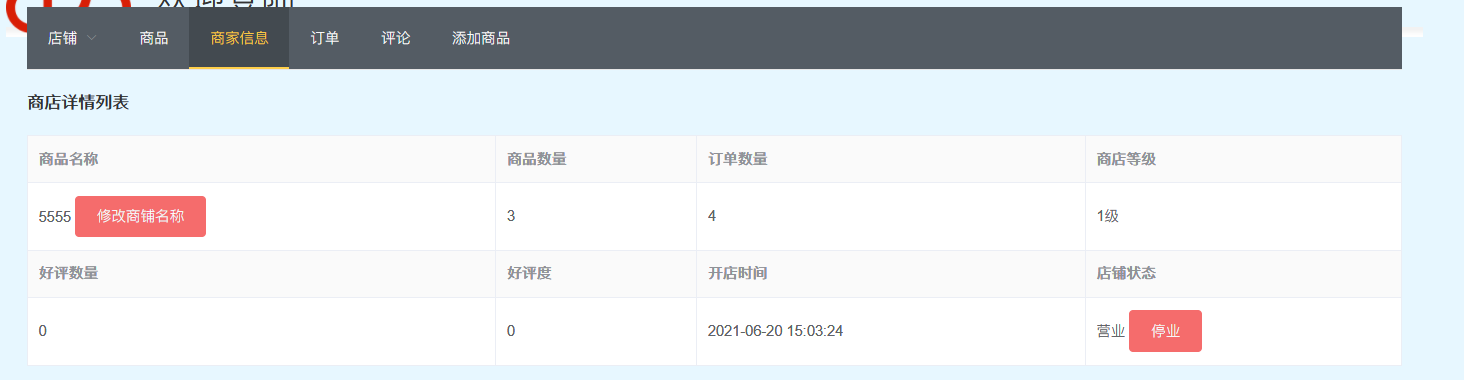 欢迎登陆
店铺 商品 商家信息 订单 评论 添加商品
商店详情列表
商品名称 商品数量 订单数量 商店等级
5555 修改商铺名称 3 4 1级
好评数量 好评度 开店时间 店铺状态
0 0 2021-06-20 15:03:24 营业 停业